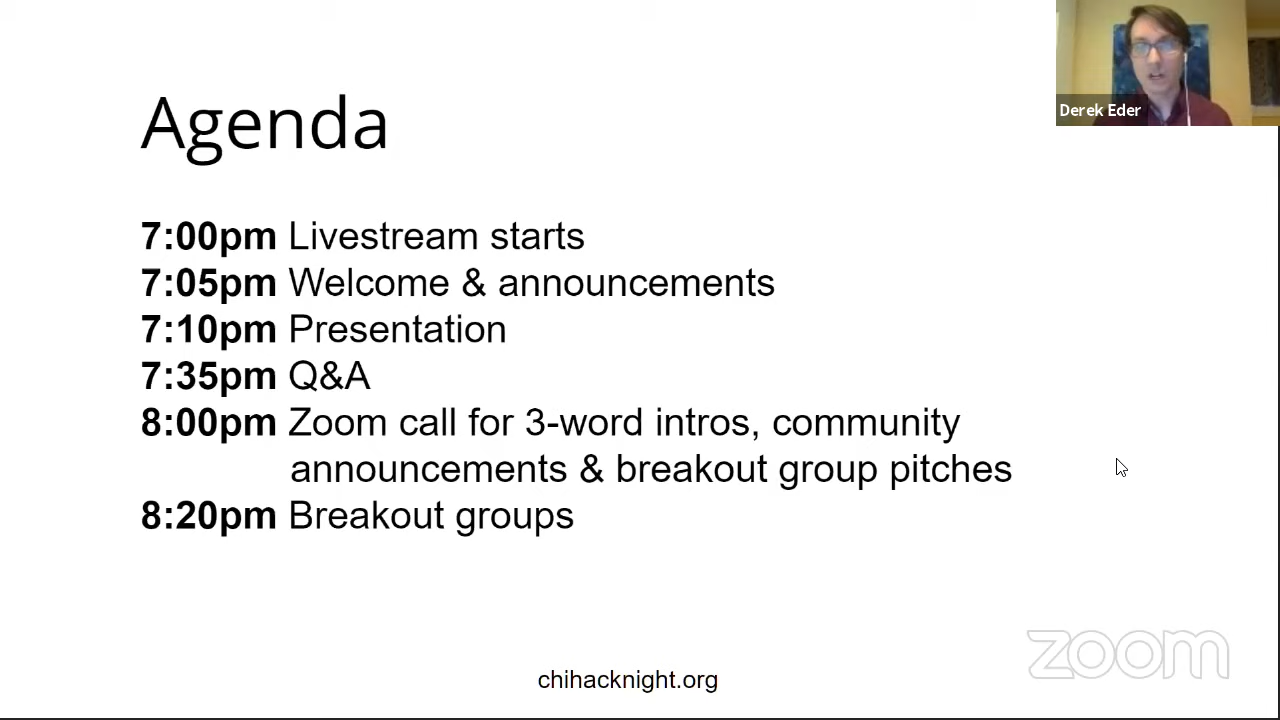 Agenda
Derek Eder
7:00pm Livestream starts
7:05pm Welcome & announcements
7:10pm Presentation
7:35pm Q&A
8:00pm Zoom call for 3-word intros, community
announcements & breakout group pitches
8:20pm Breakout groups
zoom
chihacknight.org